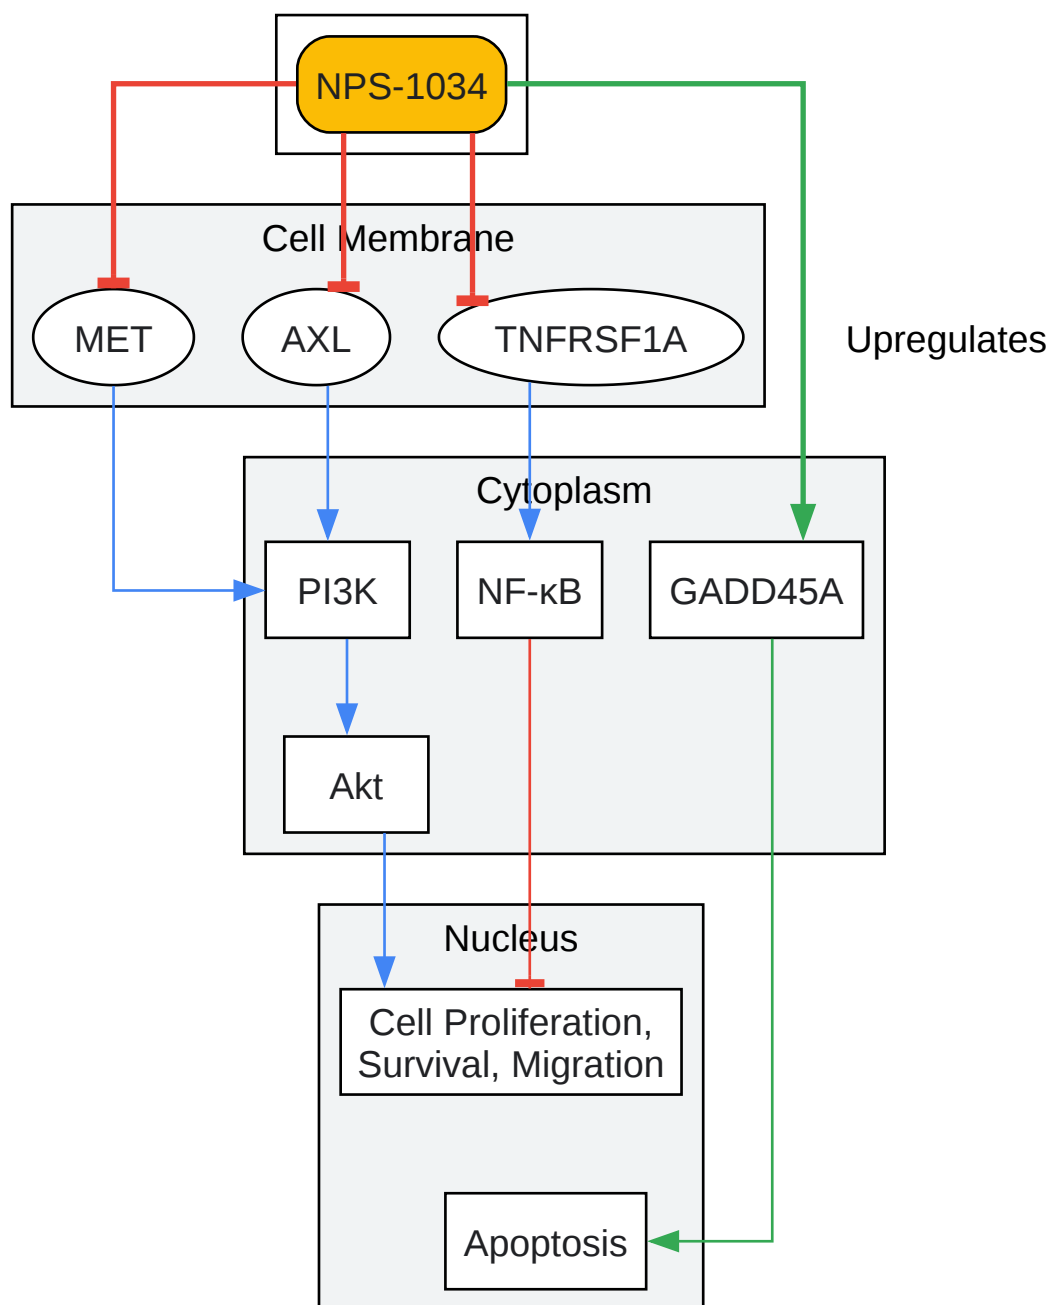 NPS-1034
Cell Membrane
MET
AXL
TNFRSF1A
Upregulates
Cytoplasm
PI3K
NF-κB
GADD45A
Akt
Nucleus
Cell Proliferation,
Survival, Migration
Apoptosis